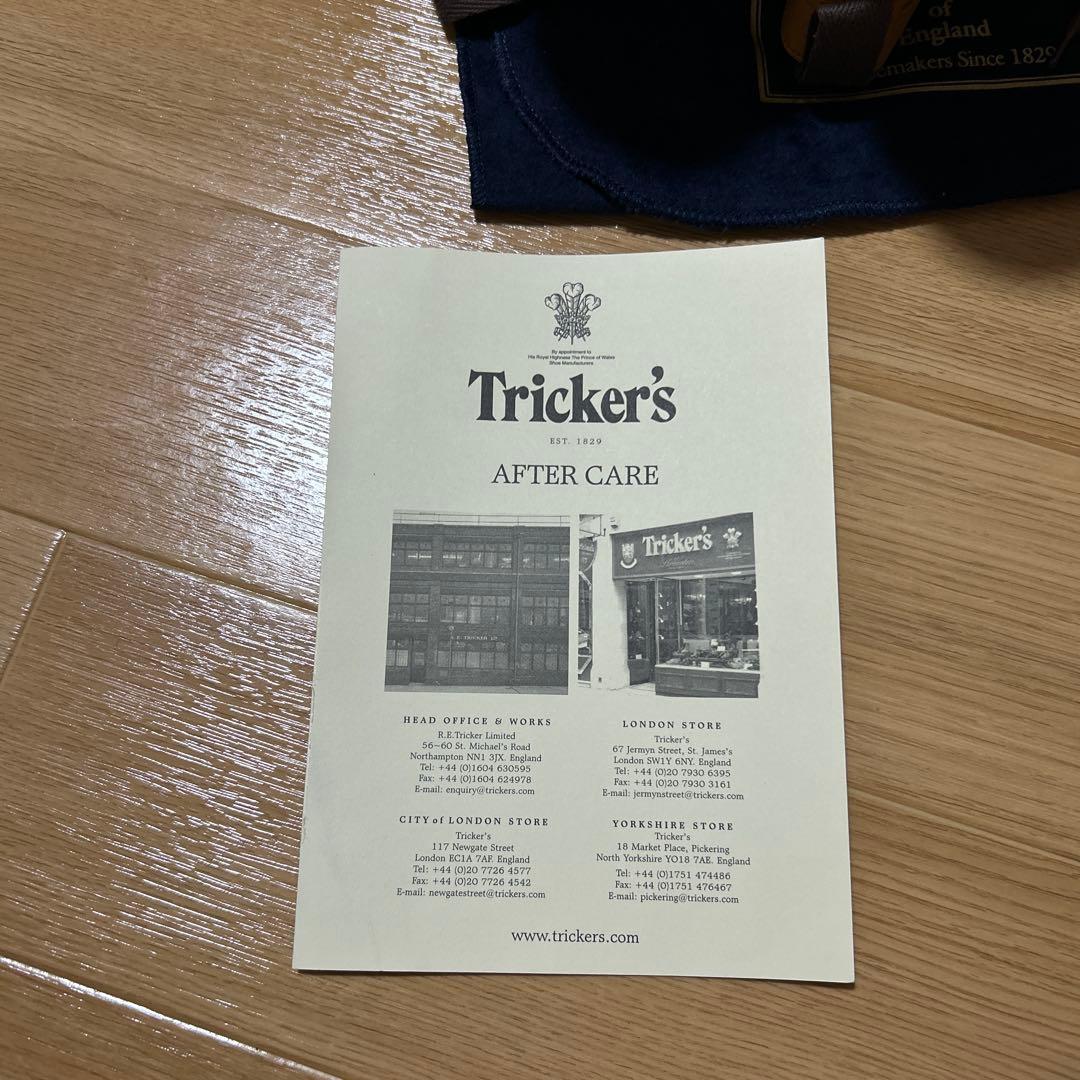 of
England
emakers Since 1829
By appointment to
His Royal Highness The Prince of Wales
Shoe Manufacturers
Tricker's
EST. 1829
AFTER CARE
R.E. TRICKER LD
Tricker's
HEAD OFFICE & WORKS
R.E.Tricker Limited
56–60 St. Michael's Road
Northampton NN1 3JX. England
Tel: +44 (0)1604 630595
Fax: +44 (0)1604 624978
E-mail: enquiry@trickers.com
LONDON STORE
Tricker's
67 Jermyn Street, St. James's
London SW1Y 6NY. England
Tel: +44 (0)20 7930 6395
Fax: +44 (0)20 7930 3161
E-mail: jermynstreet@trickers.com
CITY of LONDON STORE
Tricker's
117 Newgate Street
London EC1A 7AF. England
Tel: +44 (0)20 7726 4577
Fax: +44 (0)20 7726 4542
E-mail: newgatestreet@trickers.com
YORKSHIRE STORE
Tricker's
18 Market Place, Pickering
North Yorkshire YO18 7AE. England
Tel: +44 (0)1751 474486
Fax: +44 (0)1751 476467
E-mail: pickering@trickers.com
www.trickers.com